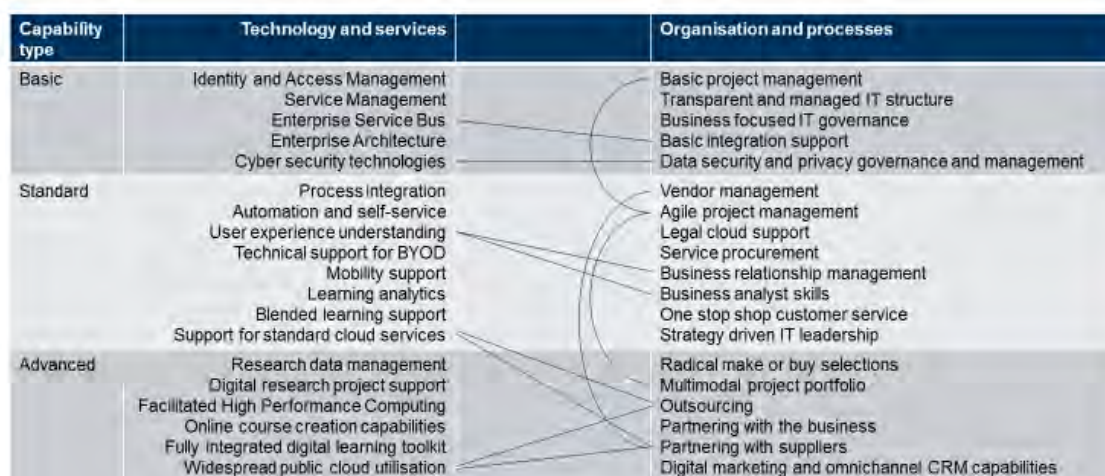 Capability type Technology and services Organisation and processes
Basic Identity and Access Management Basic project management
Service Management Transparent and managed IT structure
Enterprise Service Bus Business focused IT governance
Enterprise Architecture Basic integration support
Cyber security technologies Data security and privacy governance and management
Standard Process integration Vendor management
Automation and self-service Agile project management
User experience understanding Legal cloud support
Technical support for BYOD Service procurement
Mobility support Business relationship management
Learning analytics Business analyst skills
Blended learning support One stop shop customer service
Support for standard cloud services Strategy driven IT leadership
Advanced Research data management Radical make or buy selections
Digital research project support Multimodal project portfolio
Facilitated High Performance Computing Outsourcing
Online course creation capabilities Partnering with the business
Fully integrated digital learning toolkit Partnering with suppliers
Widespread public cloud utilisation Digital marketing and omnichannel CRM capabilities